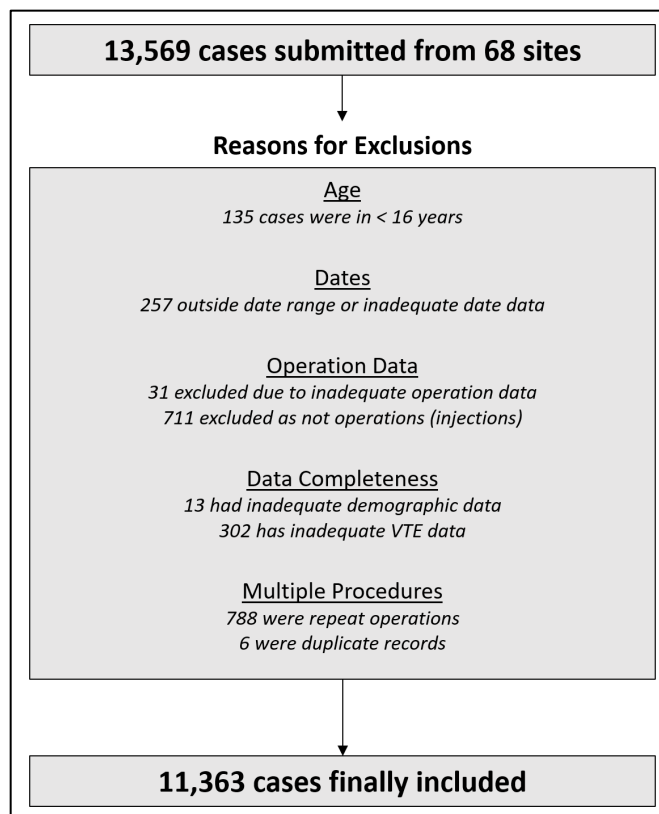 13,569 cases submitted from 68 sites
Reasons for Exclusions
Age
135 cases were in < 16 years
Dates
257 outside date range or inadequate date data
Operation Data
31 excluded due to inadequate operation data
711 excluded as not operations (injections)
Data Completeness
13 had inadequate demographic data
302 has inadequate VTE data
Multiple Procedures
788 were repeat operations
6 were duplicate records
11,363 cases finally included